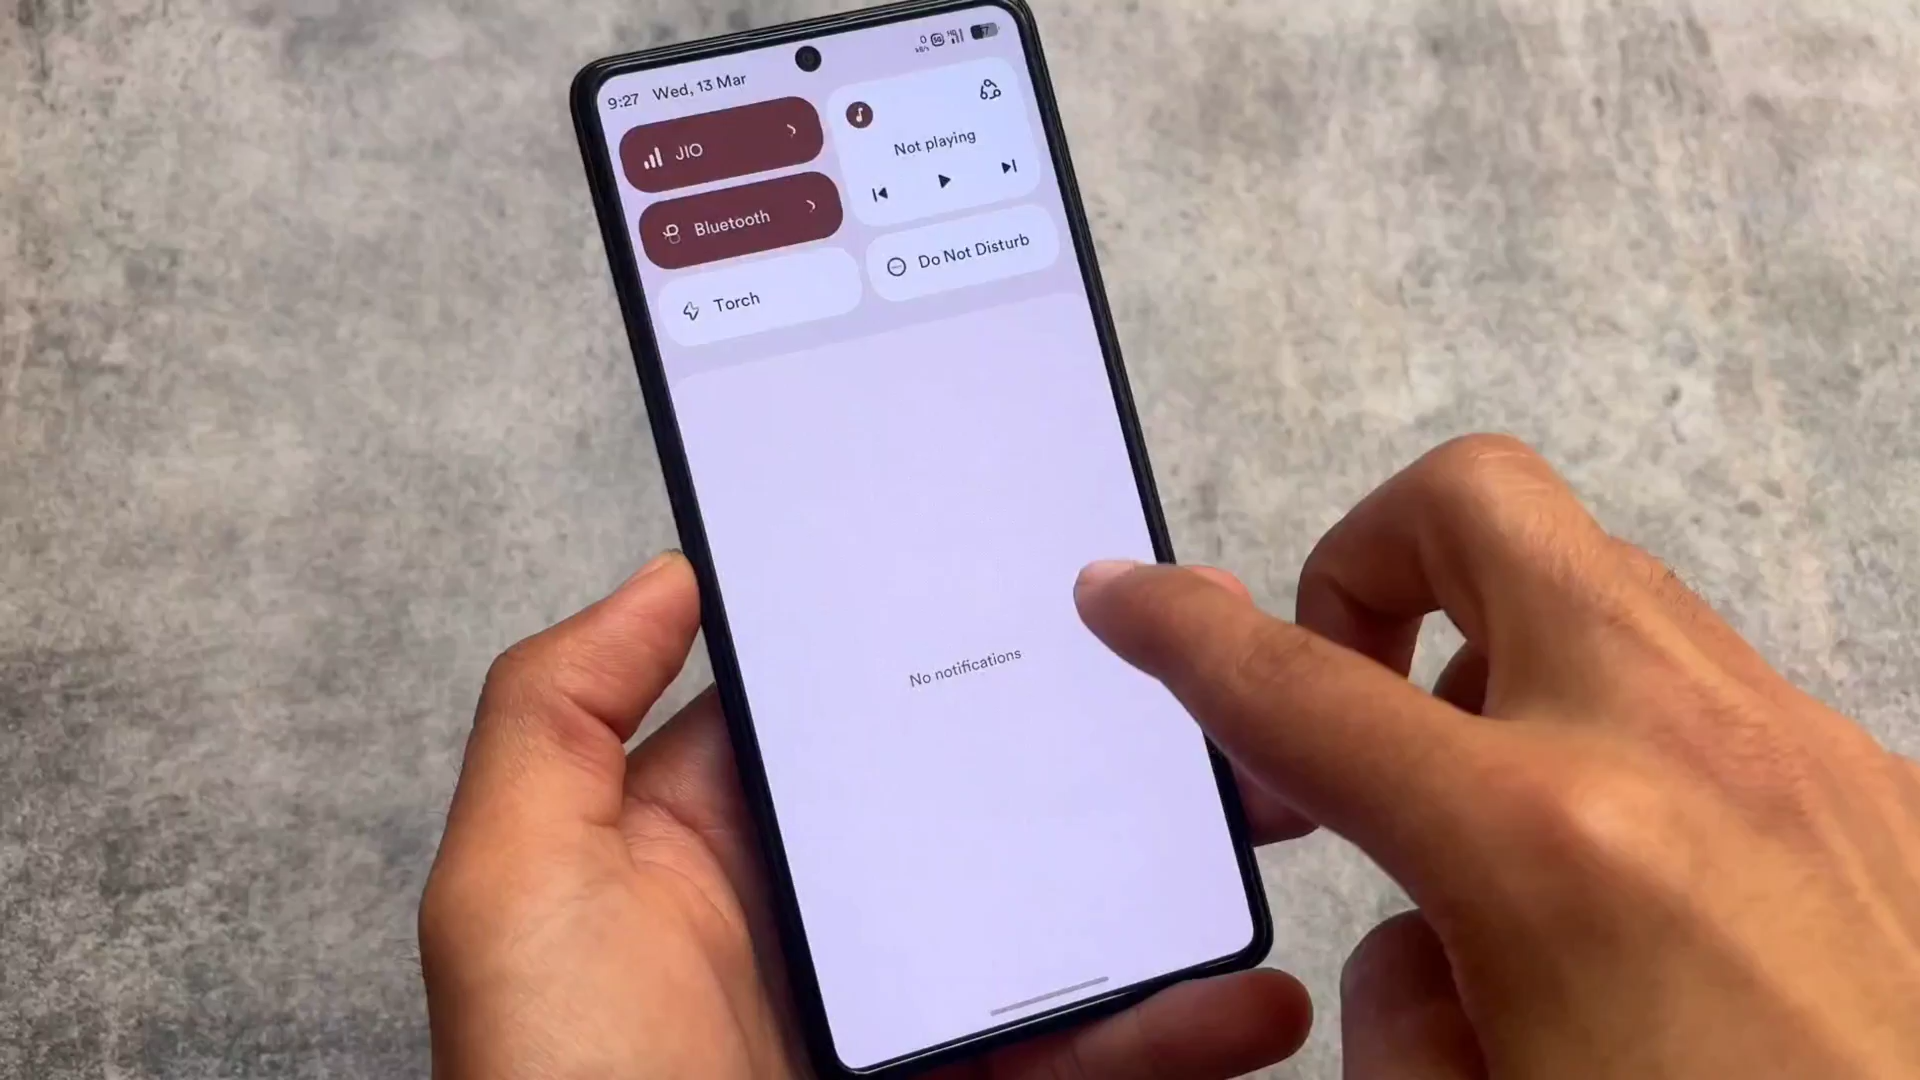 9:27 Wed, 13 Mar
JIO
Bluetooth
Torch
Not playing
Do Not Disturb
No notifications